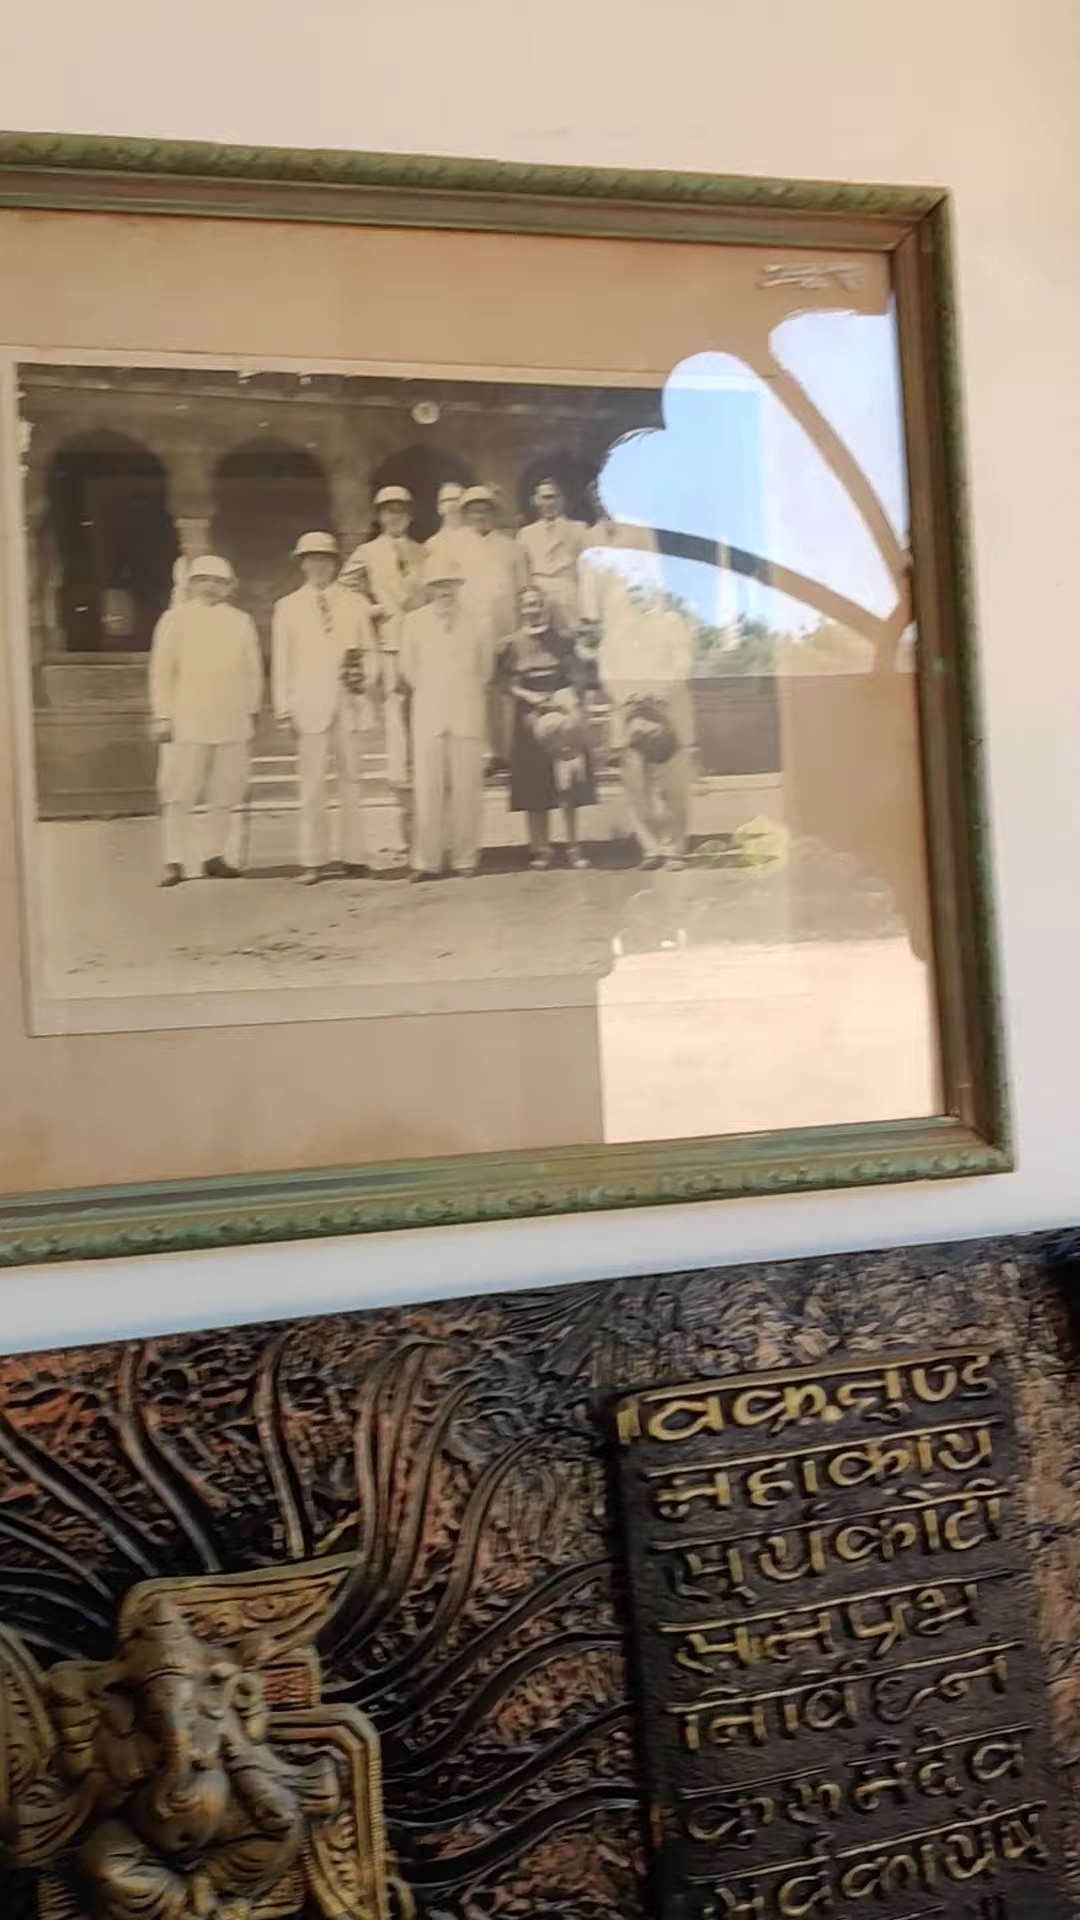 वक्रतुण्ड
महाकाय
सूर्यकोटी
समप्रभ
निर्विघ्नं
कुरुमेदेव
सर्वकार्येषु